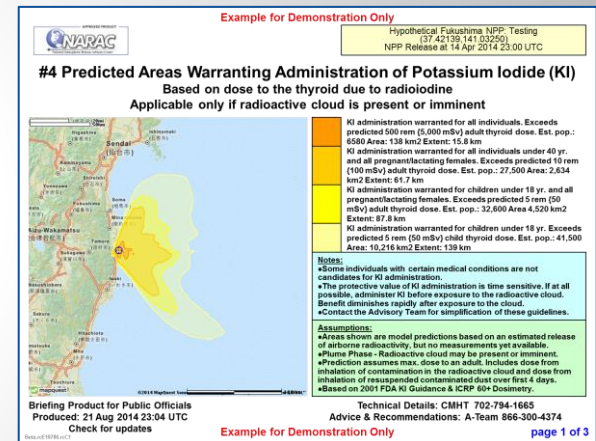 Example for Demonstration Only
NARAC
Hypothetical Fukushima NPP: Testing
(37.42139,141.03250)
NPP Release at 14 Apr 2014 23:00 UTC
#4 Predicted Areas Warranting Administration of Potassium Iodide (KI)
Based on dose to the thyroid due to radioiodine
Applicable only if radioactive cloud is present or imminent
Sendai
Fukushima
Aizu-Wakamatsu
Hitachi
mapquest
KI administration warranted for all individuals. Exceeds
predicted 500 rem (5,000 mSv) adult thyroid dose. Est. pop.:
6580 Area: 138 km2 Extent: 15.8 km
KI administration warranted for all individuals under 40 yr.
and all pregnant/lactating females. Exceeds predicted 10 rem
(100 mSv) adult thyroid dose. Est. pop.: 27,500 Area: 2,634
km2 Extent: 61.7 km
KI administration warranted for children under 18 yr. and all
pregnant/lactating females. Exceeds predicted 5 rem {50
mSv) adult thyroid dose. Est. pop.: 32,600 Area 4,520 km2
Extent: 87.8 km
KI administration warranted for children under 18 yr. Exceeds
predicted 5 rem {50 mSv) child thyroid dose. Est. pop.: 41,500
Area: 10,216 km2 Extent: 139 km
Notes:
●Some individuals with certain medical conditions are not
candidates for KI administration.
●The protective value of KI administration is time sensitive. If at all
possible, administer KI before exposure to the radioactive cloud.
Benefit diminishes rapidly after exposure to the cloud.
●Contact the Advisory Team for simplification of these guidelines.
Assumptions:
●Areas shown are model predictions based on an estimated release
of airborne radioactivity, but no measurements yet available.
●Plume Phase - Radioactive cloud may be present or imminent.
●Prediction assumes max. dose to an adult. Includes dose from
inhalation of contamination in the radioactive cloud and dose from
inhalation of resuspended contaminated dust over first 4 days.
●Based on 2001 FDA KI Guidance & ICRP 60+ Dosimetry.
Briefing Product for Public Officials
Produced: 21 Aug 2014 23:04 UTC
Check for updates
Technical Details: CMHT 702-794-1665
Advice & Recommendations: A-Team 866-300-4374
Example for Demonstration Only
page 1 of 3